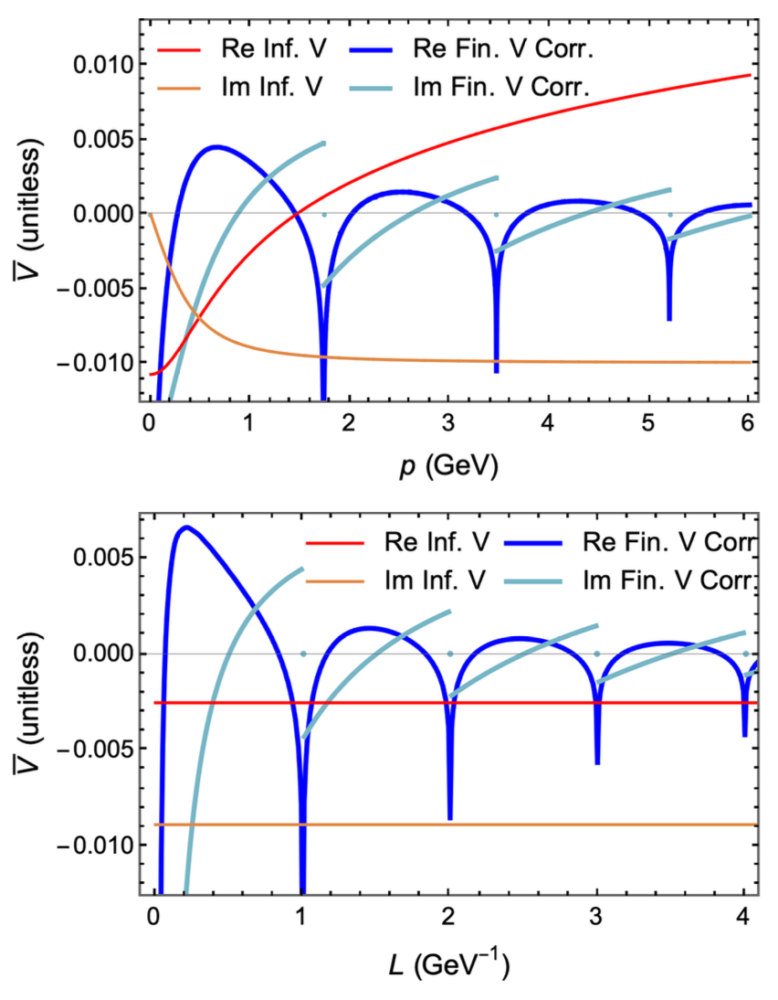 Re Inf. V Re Fin. V Corr.
Im Inf. V Im Fin. V Corr.
0.010
0.005
0.000
−0.005
−0.010
V̅ (unitless)
0 1 2 3 4 5 6
p (GeV)
Re Inf. V Re Fin. V Corr
Im Inf. V Im Fin. V Corr.
0.005
0.000
−0.005
−0.010
V̅ (unitless)
0 1 2 3 4
L (GeV⁻¹)